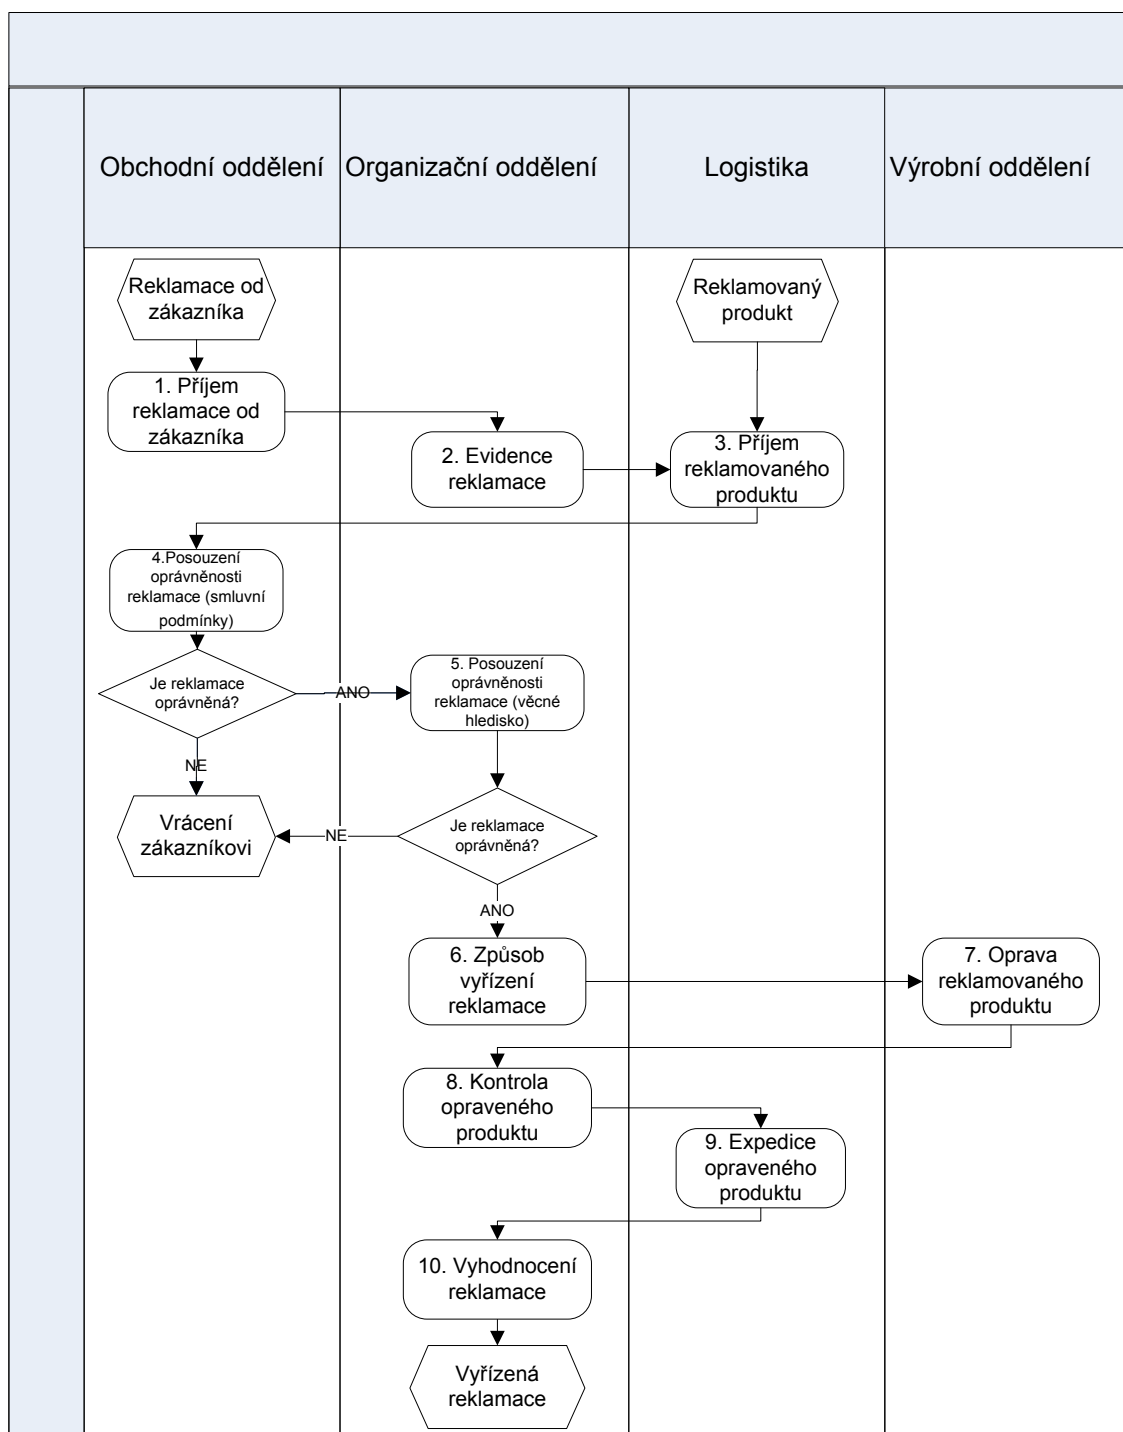 Obchodní oddělení
Organizační oddělení
Logistika
Výrobní oddělení
Reklamace od
zákazníka
Reklamovaný
produkt
1. Příjem
reklamace od
zákazníka
2. Evidence
reklamace
3. Příjem
reklamovaného
produktu
4.Posouzení
oprávněnosti
reklamace (smluvní
podmínky)
Je reklamace
oprávněná?
ANO
5. Posouzení
oprávněnosti
reklamace (věcné
hledisko)
NE
Vrácení
zákazníkovi
NE
Je reklamace
oprávněná?
ANO
6. Způsob
vyřízení
reklamace
7. Oprava
reklamovaného
produktu
8. Kontrola
opraveného
produktu
9. Expedice
opraveného
produktu
10. Vyhodnocení
reklamace
Vyřízená
reklamace